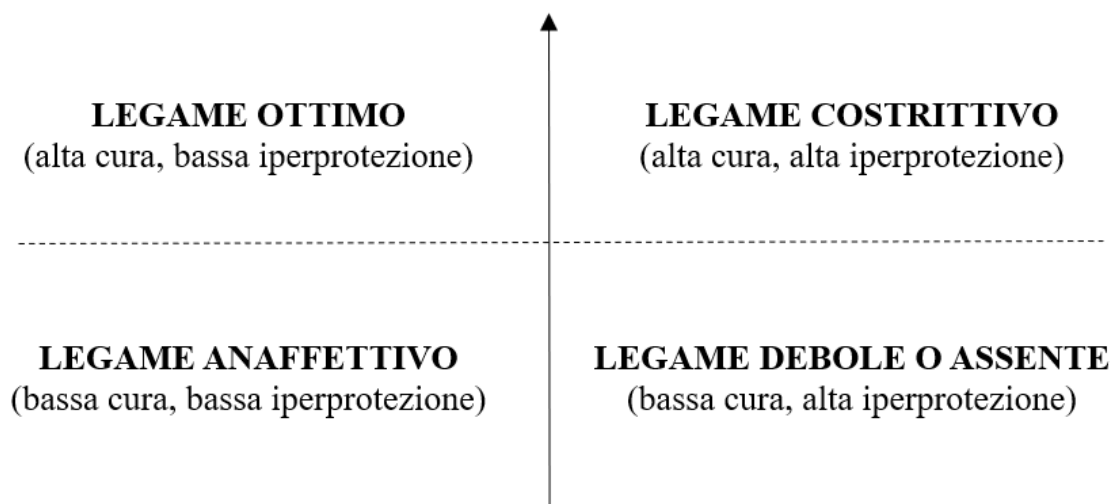 LEGAME OTTIMO
(alta cura, bassa iperprotezione)
LEGAME COSTRITTIVO
(alta cura, alta iperprotezione)
LEGAME ANAFFETTIVO
(bassa cura, bassa iperprotezione)
LEGAME DEBOLE O ASSENTE
(bassa cura, alta iperprotezione)